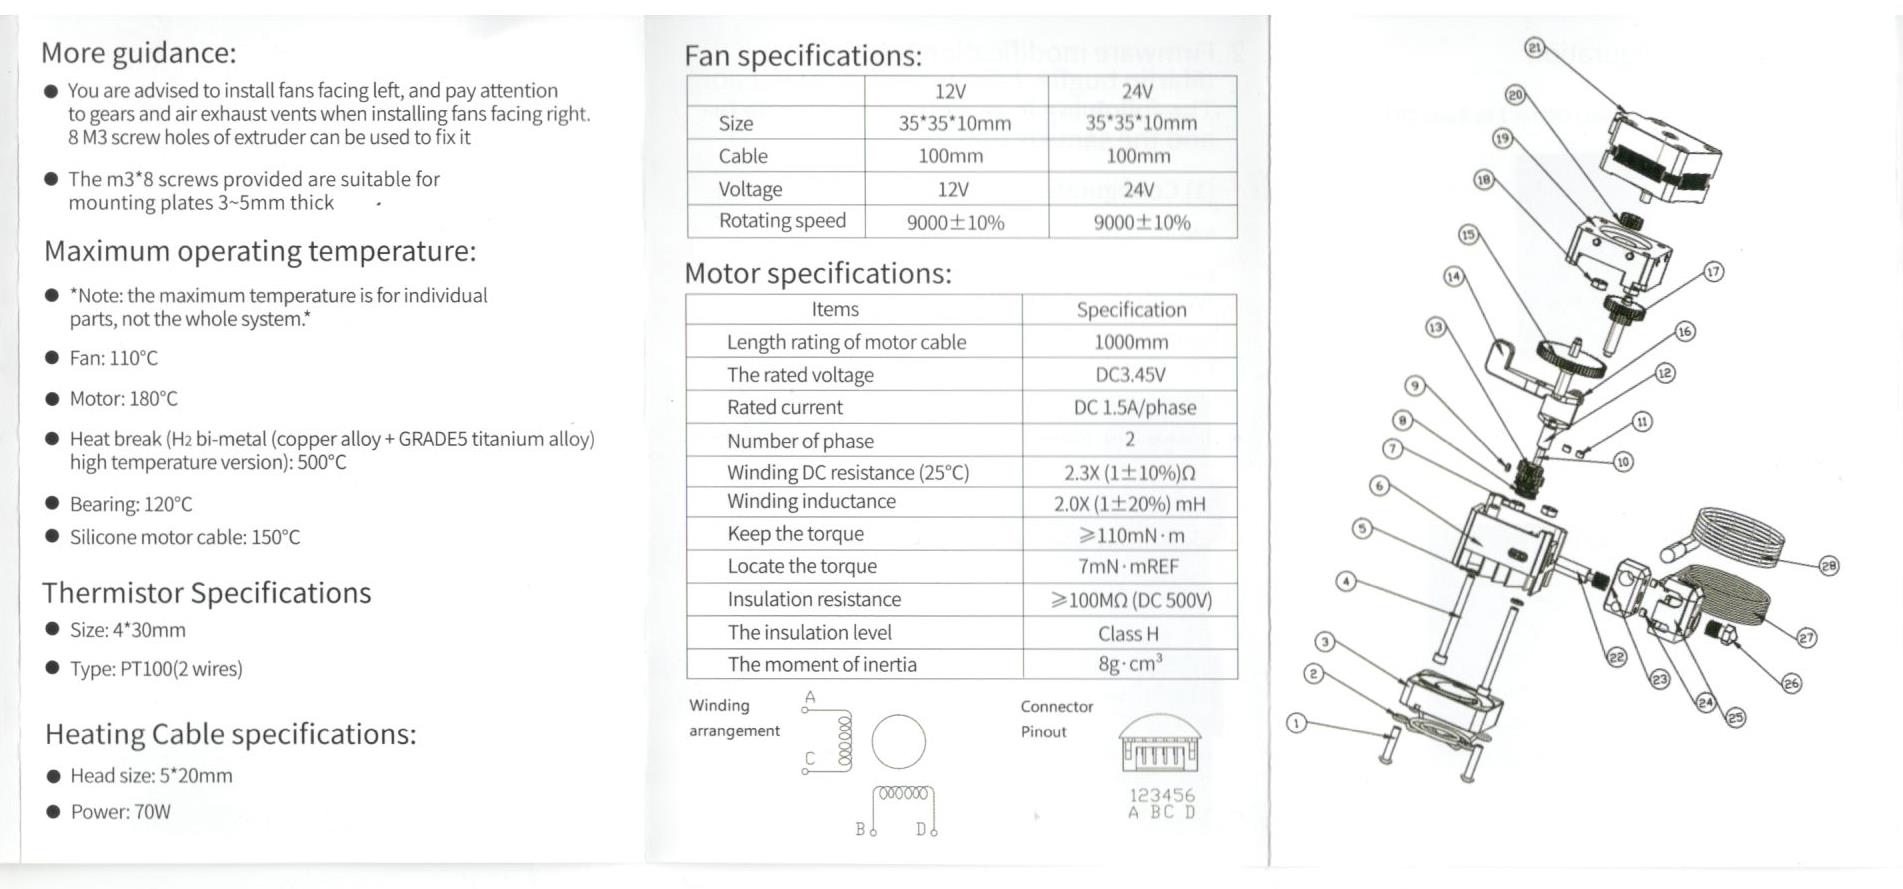 More guidance:
● You are advised to install fans facing left, and pay attention
to gears and air exhaust vents when installing fans facing right.
8 M3 screw holes of extruder can be used to fix it
● The m3*8 screws provided are suitable for
mounting plates 3~5mm thick
Maximum operating temperature:
● *Note: the maximum temperature is for individual
parts, not the whole system.*
● Fan: 110°C
● Motor: 180°C
● Heat break (H2 bi-metal (copper alloy + GRADE5 titanium alloy)
high temperature version): 500°C
● Bearing: 120°C
● Silicone motor cable: 150°C
Thermistor Specifications
● Size: 4*30mm
● Type: PT100(2 wires)
Heating Cable specifications:
● Head size: 5*20mm
● Power: 70W
Fan specifications:
12V 24V
Size 35*35*10mm 35*35*10mm
Cable 100mm 100mm
Voltage 12V 24V
Rotating speed 9000±10% 9000±10%
Motor specifications:
Items Specification
Length rating of motor cable 1000mm
The rated voltage DC3.45V
Rated current DC 1.5A/phase
Number of phase 2
Winding DC resistance (25°C) 2.3X (1±10%)Ω
Winding inductance 2.0X (1±20%) mH
Keep the torque ⩾110mN·m
Locate the torque 7mN·mREF
Insulation resistance ⩾100MΩ (DC 500V)
The insulation level Class H
The moment of inertia 8g·cm³
Winding
arrangement
A
C
B D
Connector
Pinout
123456
A BC D
21
20
19
18
15
17
14
13
16
12
9
8
11
7
10
6
5
28
4
3
27
2
22
23
26
24
25
1